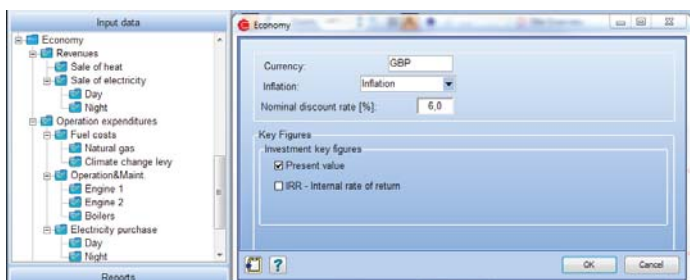 Input data
Economy
Revenues
Sale of heat
Sale of electricity
Day
Night
Operation expenditures
Fuel costs
Natural gas
Climate change levy
Operation&Maint.
Engine 1
Engine 2
Boilers
Electricity purchase
Day
Night
Reports
Economy
Currency: GBP
Inflation: Inflation
Nominal discount rate [%]: 6,0
Key Figures
Investment key figures
Present value
IRR - Internal rate of return
OK Cancel